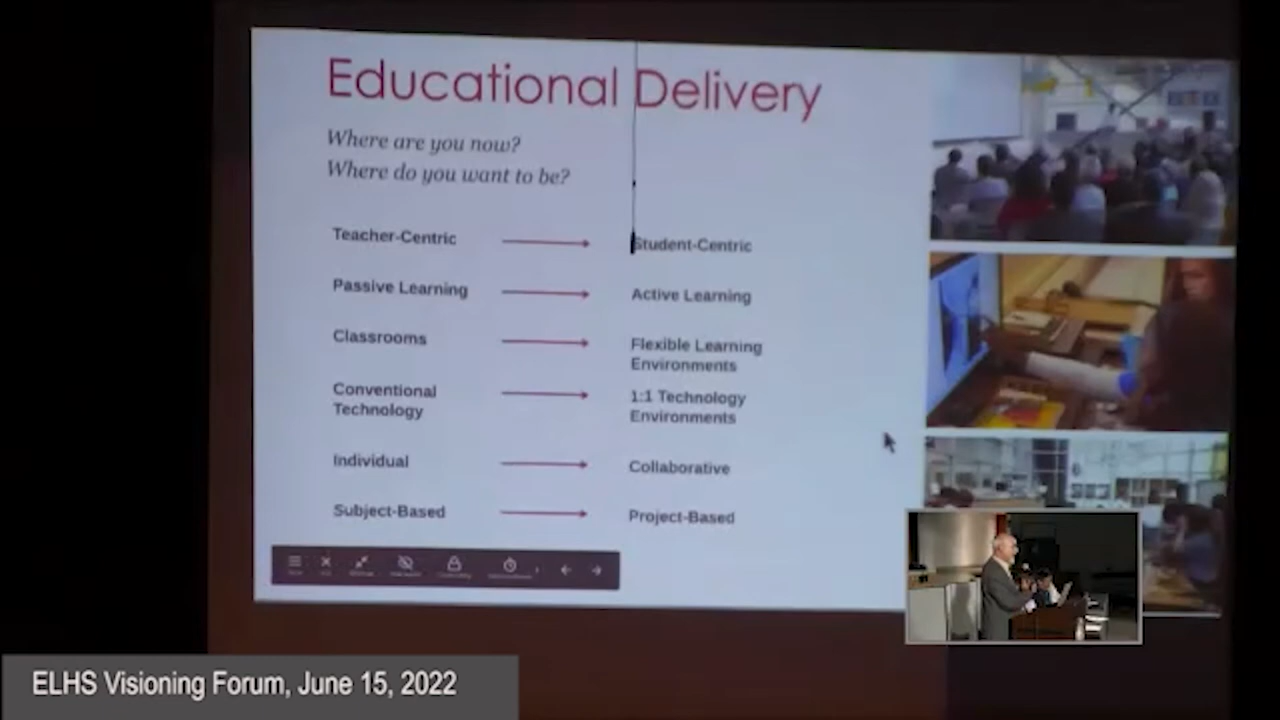 Educational Delivery
Where are you now?
Where do you want to be?
Teacher-Centric
Student-Centric
Passive Learning
Active Learning
Classrooms
Flexible Learning
Environments
Conventional
Technology
1:1 Technology
Environments
Individual
Collaborative
Subject-Based
Project-Based
ELHS Visioning Forum, June 15, 2022